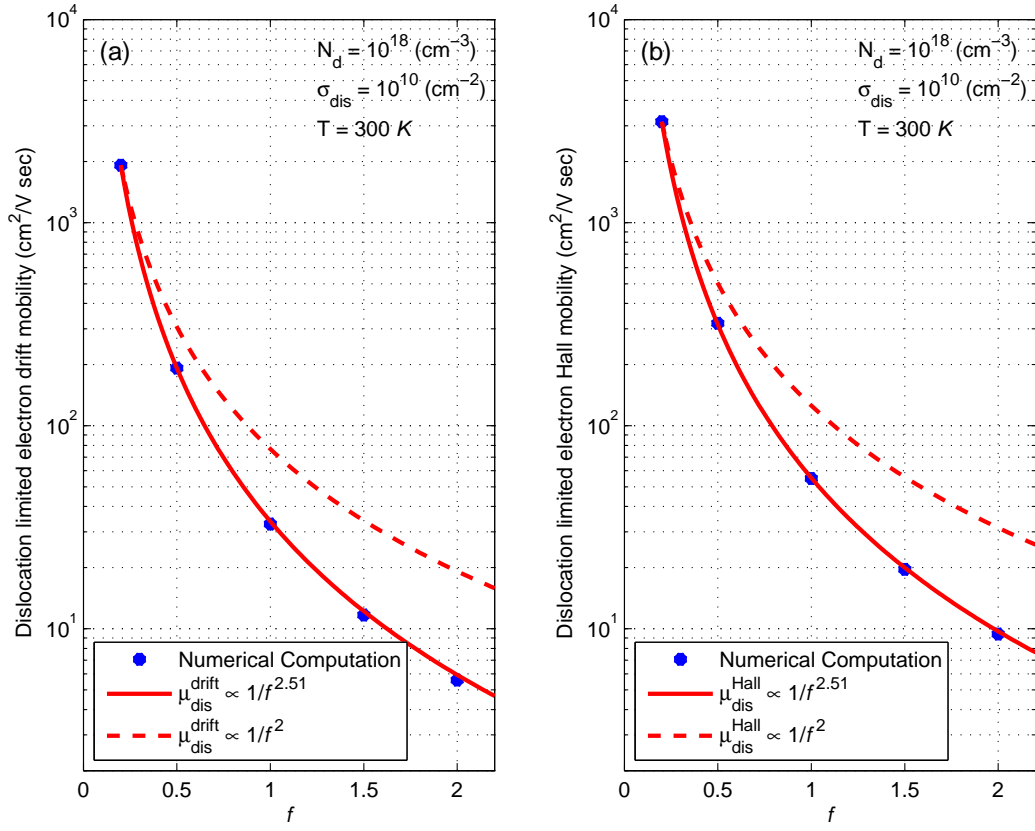 (a)
N_d = 10^18 (cm^−3)
σ_dis = 10^10 (cm^−2)
T = 300 K
Dislocation limited electron drift mobility (cm^2/V sec)
10^4
10^3
10^2
10^1
Numerical Computation
μ_dis^drift ∝ 1/f^2.51
μ_dis^drift ∝ 1/f^2
0 0.5 1 1.5 2
f
(b)
N_d = 10^18 (cm^−3)
σ_dis = 10^10 (cm^−2)
T = 300 K
Dislocation limited electron Hall mobility (cm^2/V sec)
10^4
10^3
10^2
10^1
Numerical Computation
μ_dis^Hall ∝ 1/f^2.51
μ_dis^Hall ∝ 1/f^2
0 0.5 1 1.5 2
f